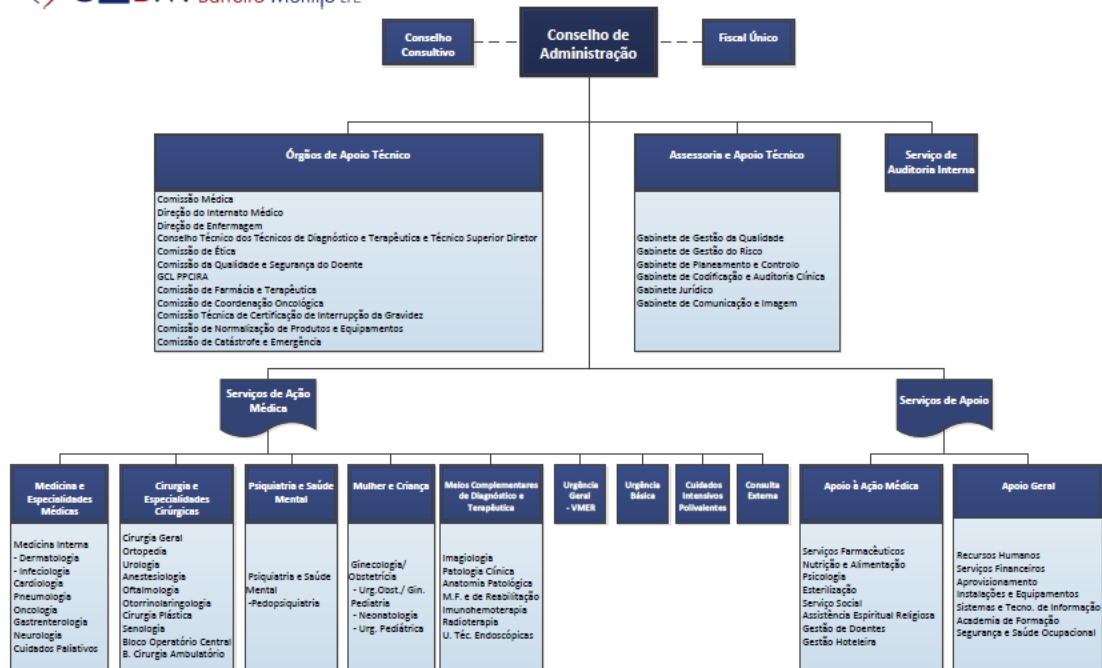 Barreiro Montijo EPE
Conselho
Consultivo
Conselho de
Administração
Fiscal Único
Órgãos de Apoio Técnico
Comissão Médica
Direção do Internato Médico
Direção de Enfermagem
Conselho Técnico dos Técnicos de Diagnóstico e Terapêutica e Técnico Superior Diretor
Comissão de Ética
Comissão da Qualidade e Segurança do Doente
GCL PPCIRA
Comissão de Farmácia e Terapêutica
Comissão de Coordenação Oncológica
Comissão Técnica de Certificação de Interrupção da Gravidez
Comissão de Normalização de Produtos e Equipamentos
Comissão de Catástrofe e Emergência
Assessoria e Apoio Técnico
Gabinete de Gestão da Qualidade
Gabinete de Gestão do Risco
Gabinete de Planeamento e Controlo
Gabinete de Codificação e Auditoria Clínica
Gabinete Jurídico
Gabinete de Comunicação e Imagem
Serviço de
Auditoria Interna
Serviços de Ação
Médica
Serviços de Apoio
Medicina e
Especialidades
Médicas
Medicina Interna
- Dermatologia
- Infeciologia
Cardiologia
Pneumologia
Oncologia
Gastrenterologia
Neurologia
Cuidados Paliativos
Cirurgia e
Especialidades
Cirúrgicas
Cirurgia Geral
Ortopedia
Urologia
Anestesiologia
Oftalmologia
Otorrinolaringologia
Cirurgia Plástica
Senologia
Bloco Operatório Central
B. Cirurgia Ambulatório
Psiquiatria e Saúde
Mental
Psiquiatria e Saúde
Mental
-Pedopsiquiatria
Mulher e Criança
Ginecologia/
Obstetrícia
- Urg.Obst./ Gin.
Pediatria
- Neonatologia
- Urg. Pediátrica
Meios Complementares
de Diagnóstico e
Terapêutica
Imagiologia
Patologia Clínica
Anatomia Patológica
M.F. e de Reabilitação
Imunohemoterapia
Radioterapia
U. Téc. Endoscópicas
Urgência
Geral
- VMER
Urgência
Básica
Cuidados
Intensivos
Polivalentes
Consulta
Externa
Apoio à Ação Médica
Serviços Farmacêuticos
Nutrição e Alimentação
Psicologia
Esterilização
Serviço Social
Assistência Espiritual Religiosa
Gestão de Doentes
Gestão Hoteleira
Apoio Geral
Recursos Humanos
Serviços Financeiros
Aprovisionamento
Instalações e Equipamentos
Sistemas e Tecno. de Informação
Academia de Formação
Segurança e Saúde Ocupacional